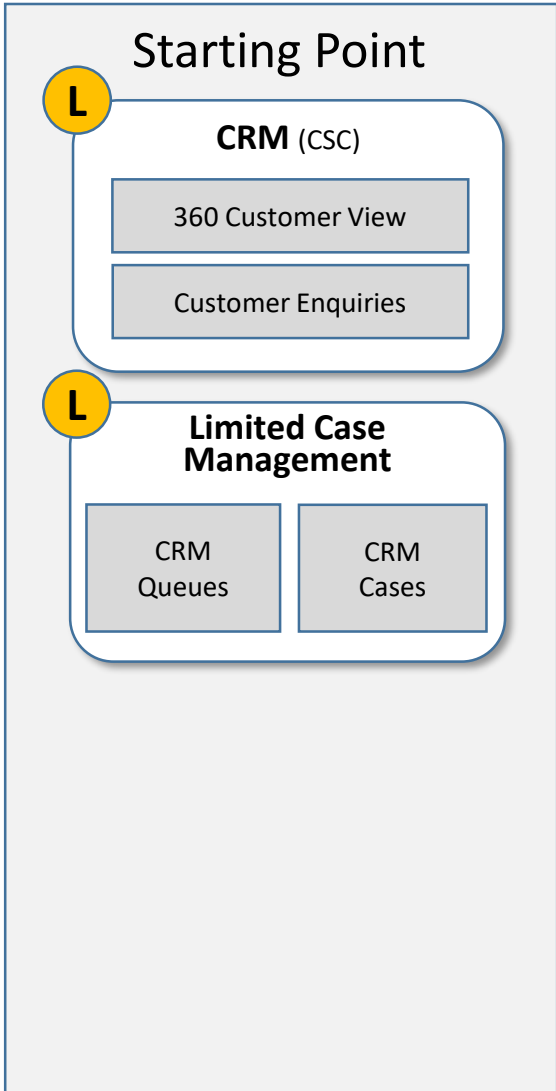 Starting Point
L
CRM (CSC)
360 Customer View
Customer Enquiries
L
Limited Case
Management
CRM
Queues
CRM
Cases